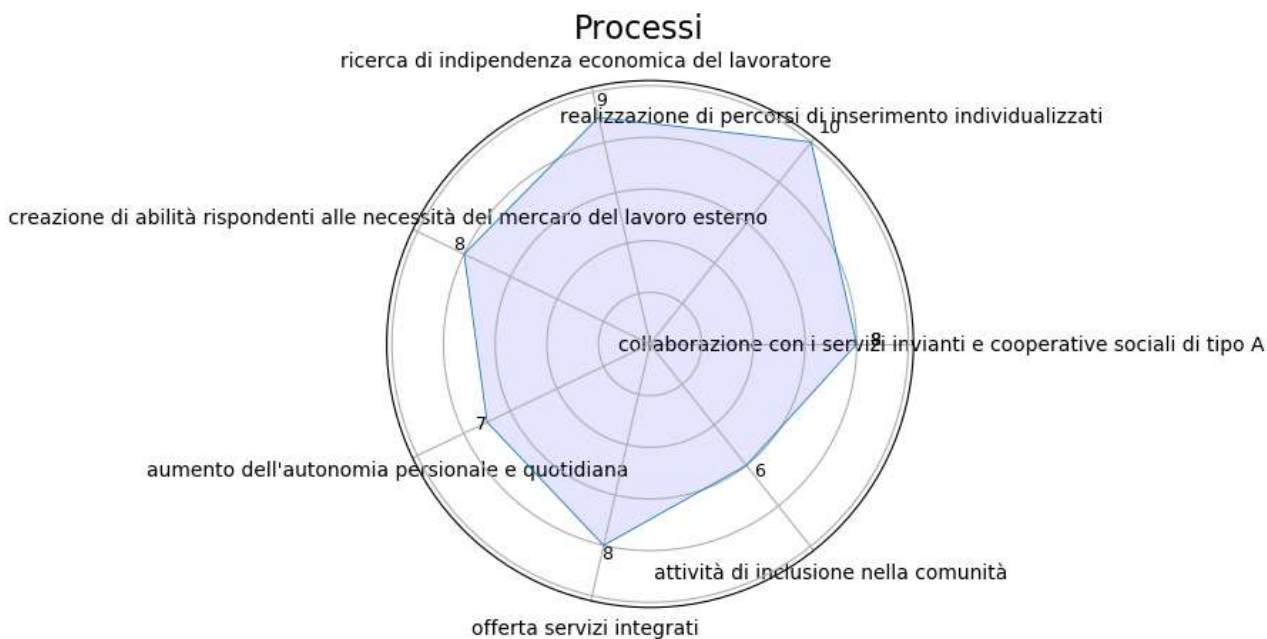 Processi
ricerca di indipendenza economica del lavoratore
9
realizzazione di percorsi di inserimento individualizzati
10
creazione di abilità rispondenti alle necessità del mercaro del lavoro esterno
8
collaborazione con i servizi invianti e cooperative sociali di tipo A
8
7
aumento dell'autonomia persionale e quotidiana
6
8
attività di inclusione nella comunità
offerta servizi integrati